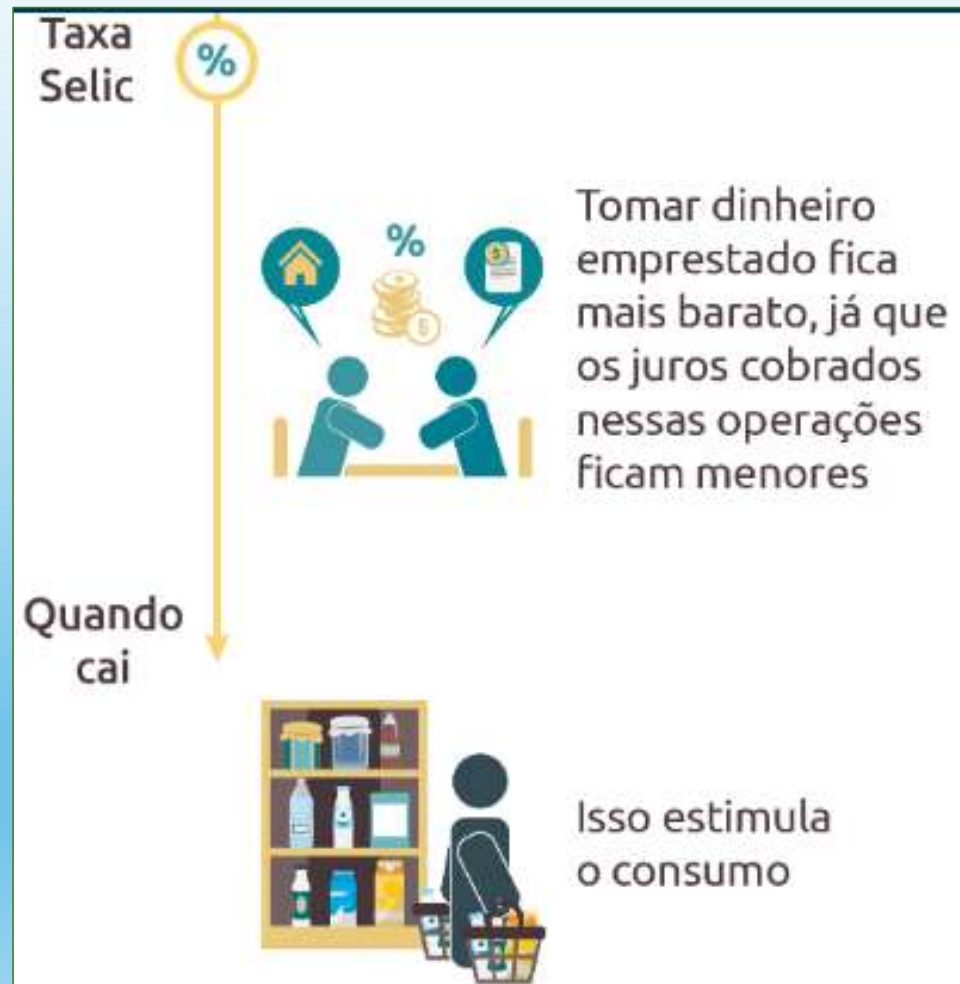 Taxa
Selic
%
%
Tomar dinheiro
emprestado fica
mais barato, já que
os juros cobrados
nessas operações
ficam menores
Quando
cai
Isso estimula
o consumo